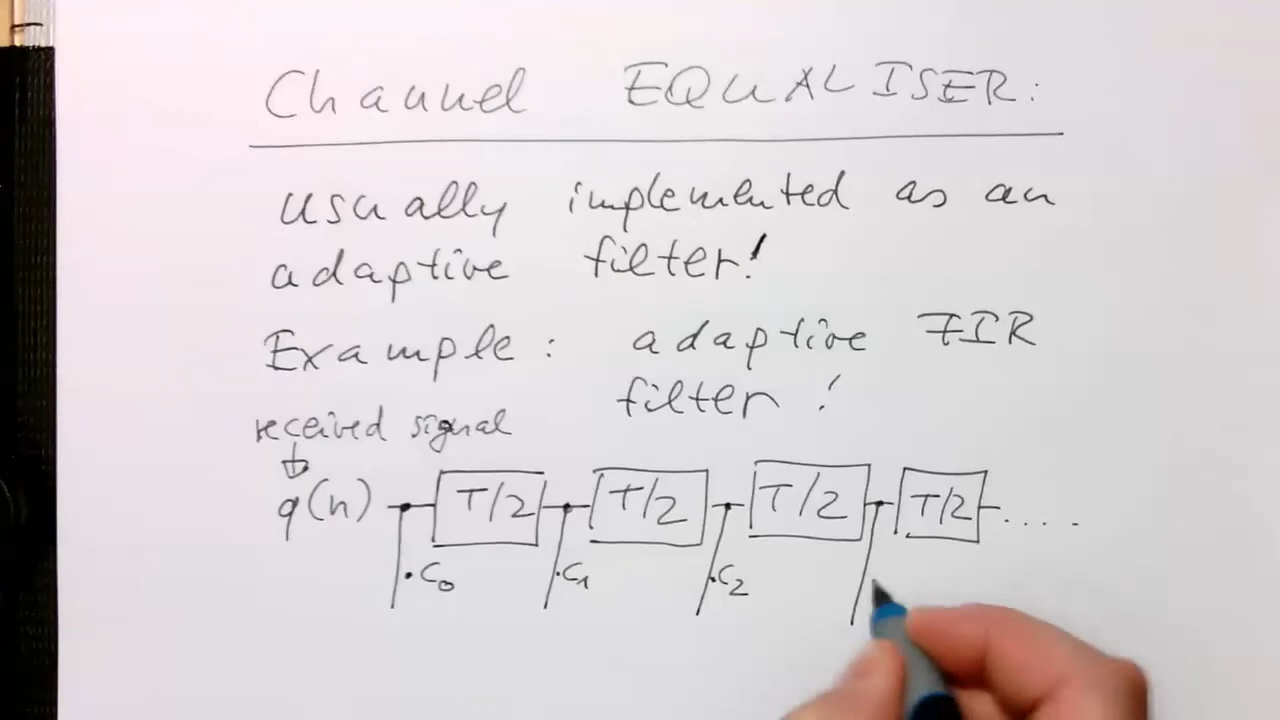 Channel EQUALISER:
usually implemented as an
adaptive filter!
Example: adaptive FIR
filter!
received signal
q(n) T/2 T/2 T/2 T/2 ....
·C0 ·C1 ·C2